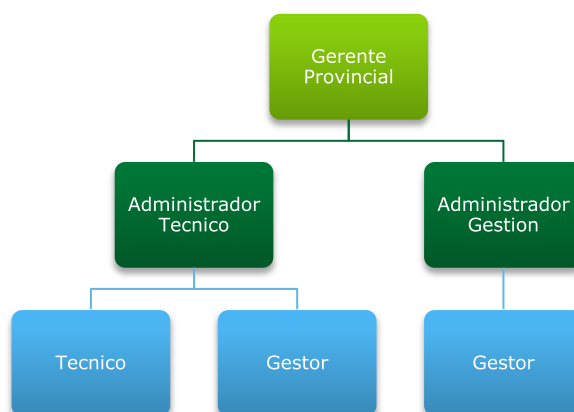 Gerente
Provincial
Administrador
Tecnico
Administrador
Gestion
Tecnico
Gestor
Gestor